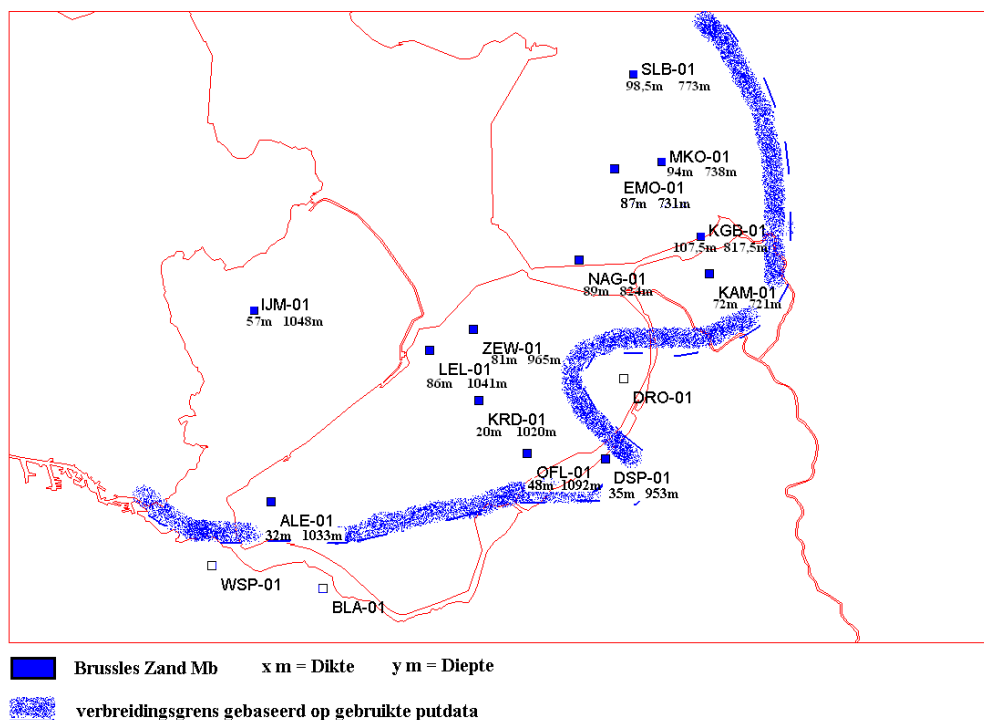 SLB-01
98,5m 773m
MKO-01
94m 738m
EMO-01
87m 731m
KGB-01
107,5m 817,5m
NAG-01
89m 824m
KAM-01
72m 721m
IJM-01
57m 1048m
ZEW-01
81m 965m
LEL-01
86m 1041m
DRO-01
KRD-01
20m 1020m
OFL-01
48m 1092m
DSP-01
35m 953m
ALE-01
32m 1033m
WSP-01
BLA-01
Brussles Zand Mb x m = Dikte y m = Diepte
verbreidingsgrens gebaseerd op gebruikte putdata